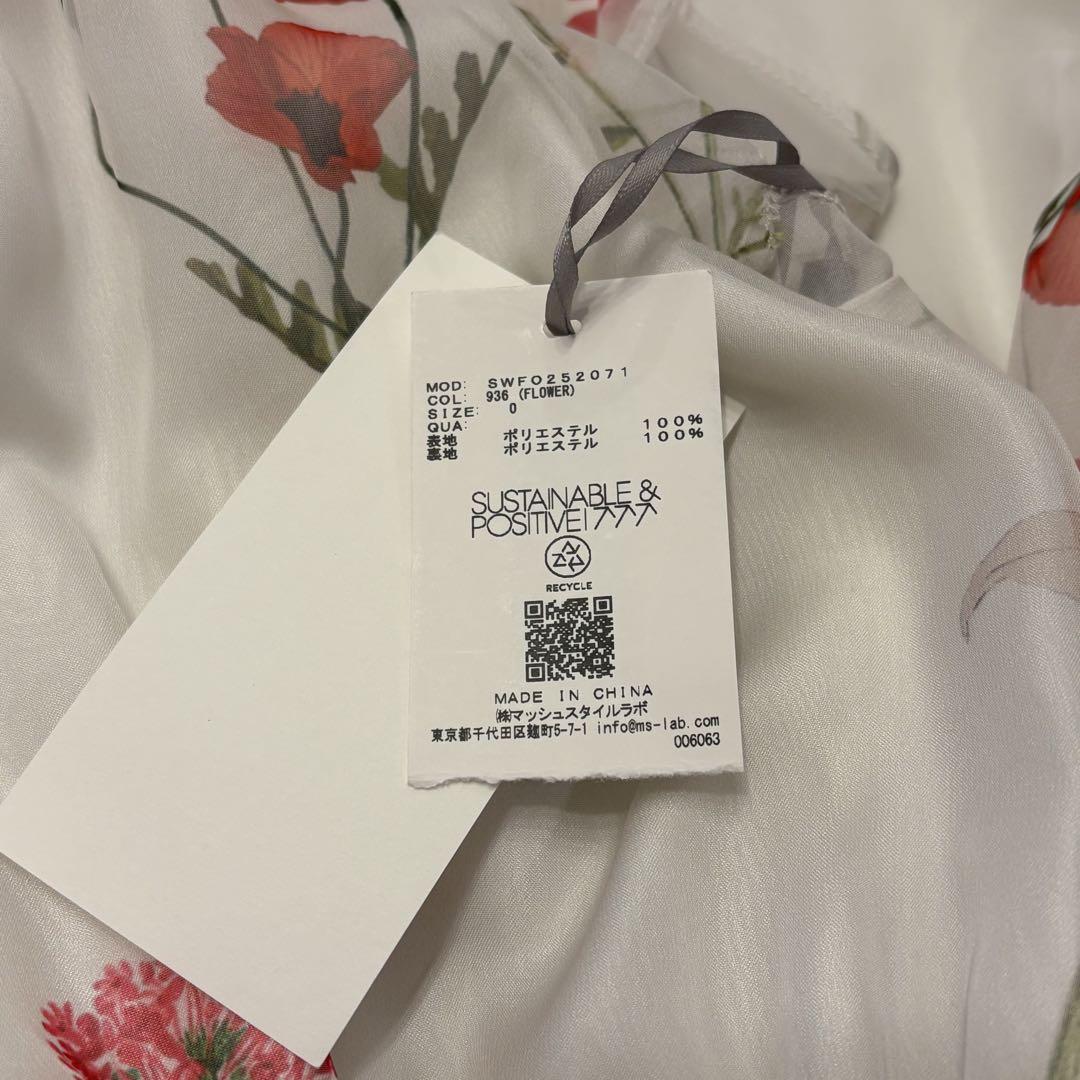 MOD: SWFO252071
COL: 936 (FLOWER)
SIZE: 0
QUA:
表地 ポリエステル 100%
裏地 ポリエステル 100%
SUSTAINABLE &
POSITIVE!
RECYCLE
MADE IN CHINA
㈱マッシュスタイルラボ
東京都千代田区麹町5-7-1 info@ms-lab.com
006063